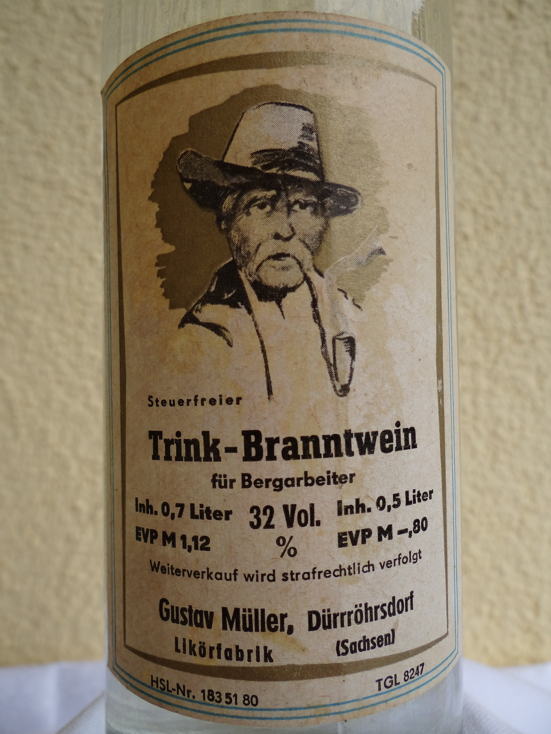 Steuerfreier
Trink-Branntwein
für Bergarbeiter
Inh. 0,7 Liter 32 Vol. Inh. 0,5 Liter
EVP M 1,12 % EVP M -,80
Weiterverkauf wird strafrechtlich verfolgt
Gustav Müller, Dürrröhrsdorf
Likörfabrik (Sachsen)
HSL-Nr. 183 51 80 TGL 8247